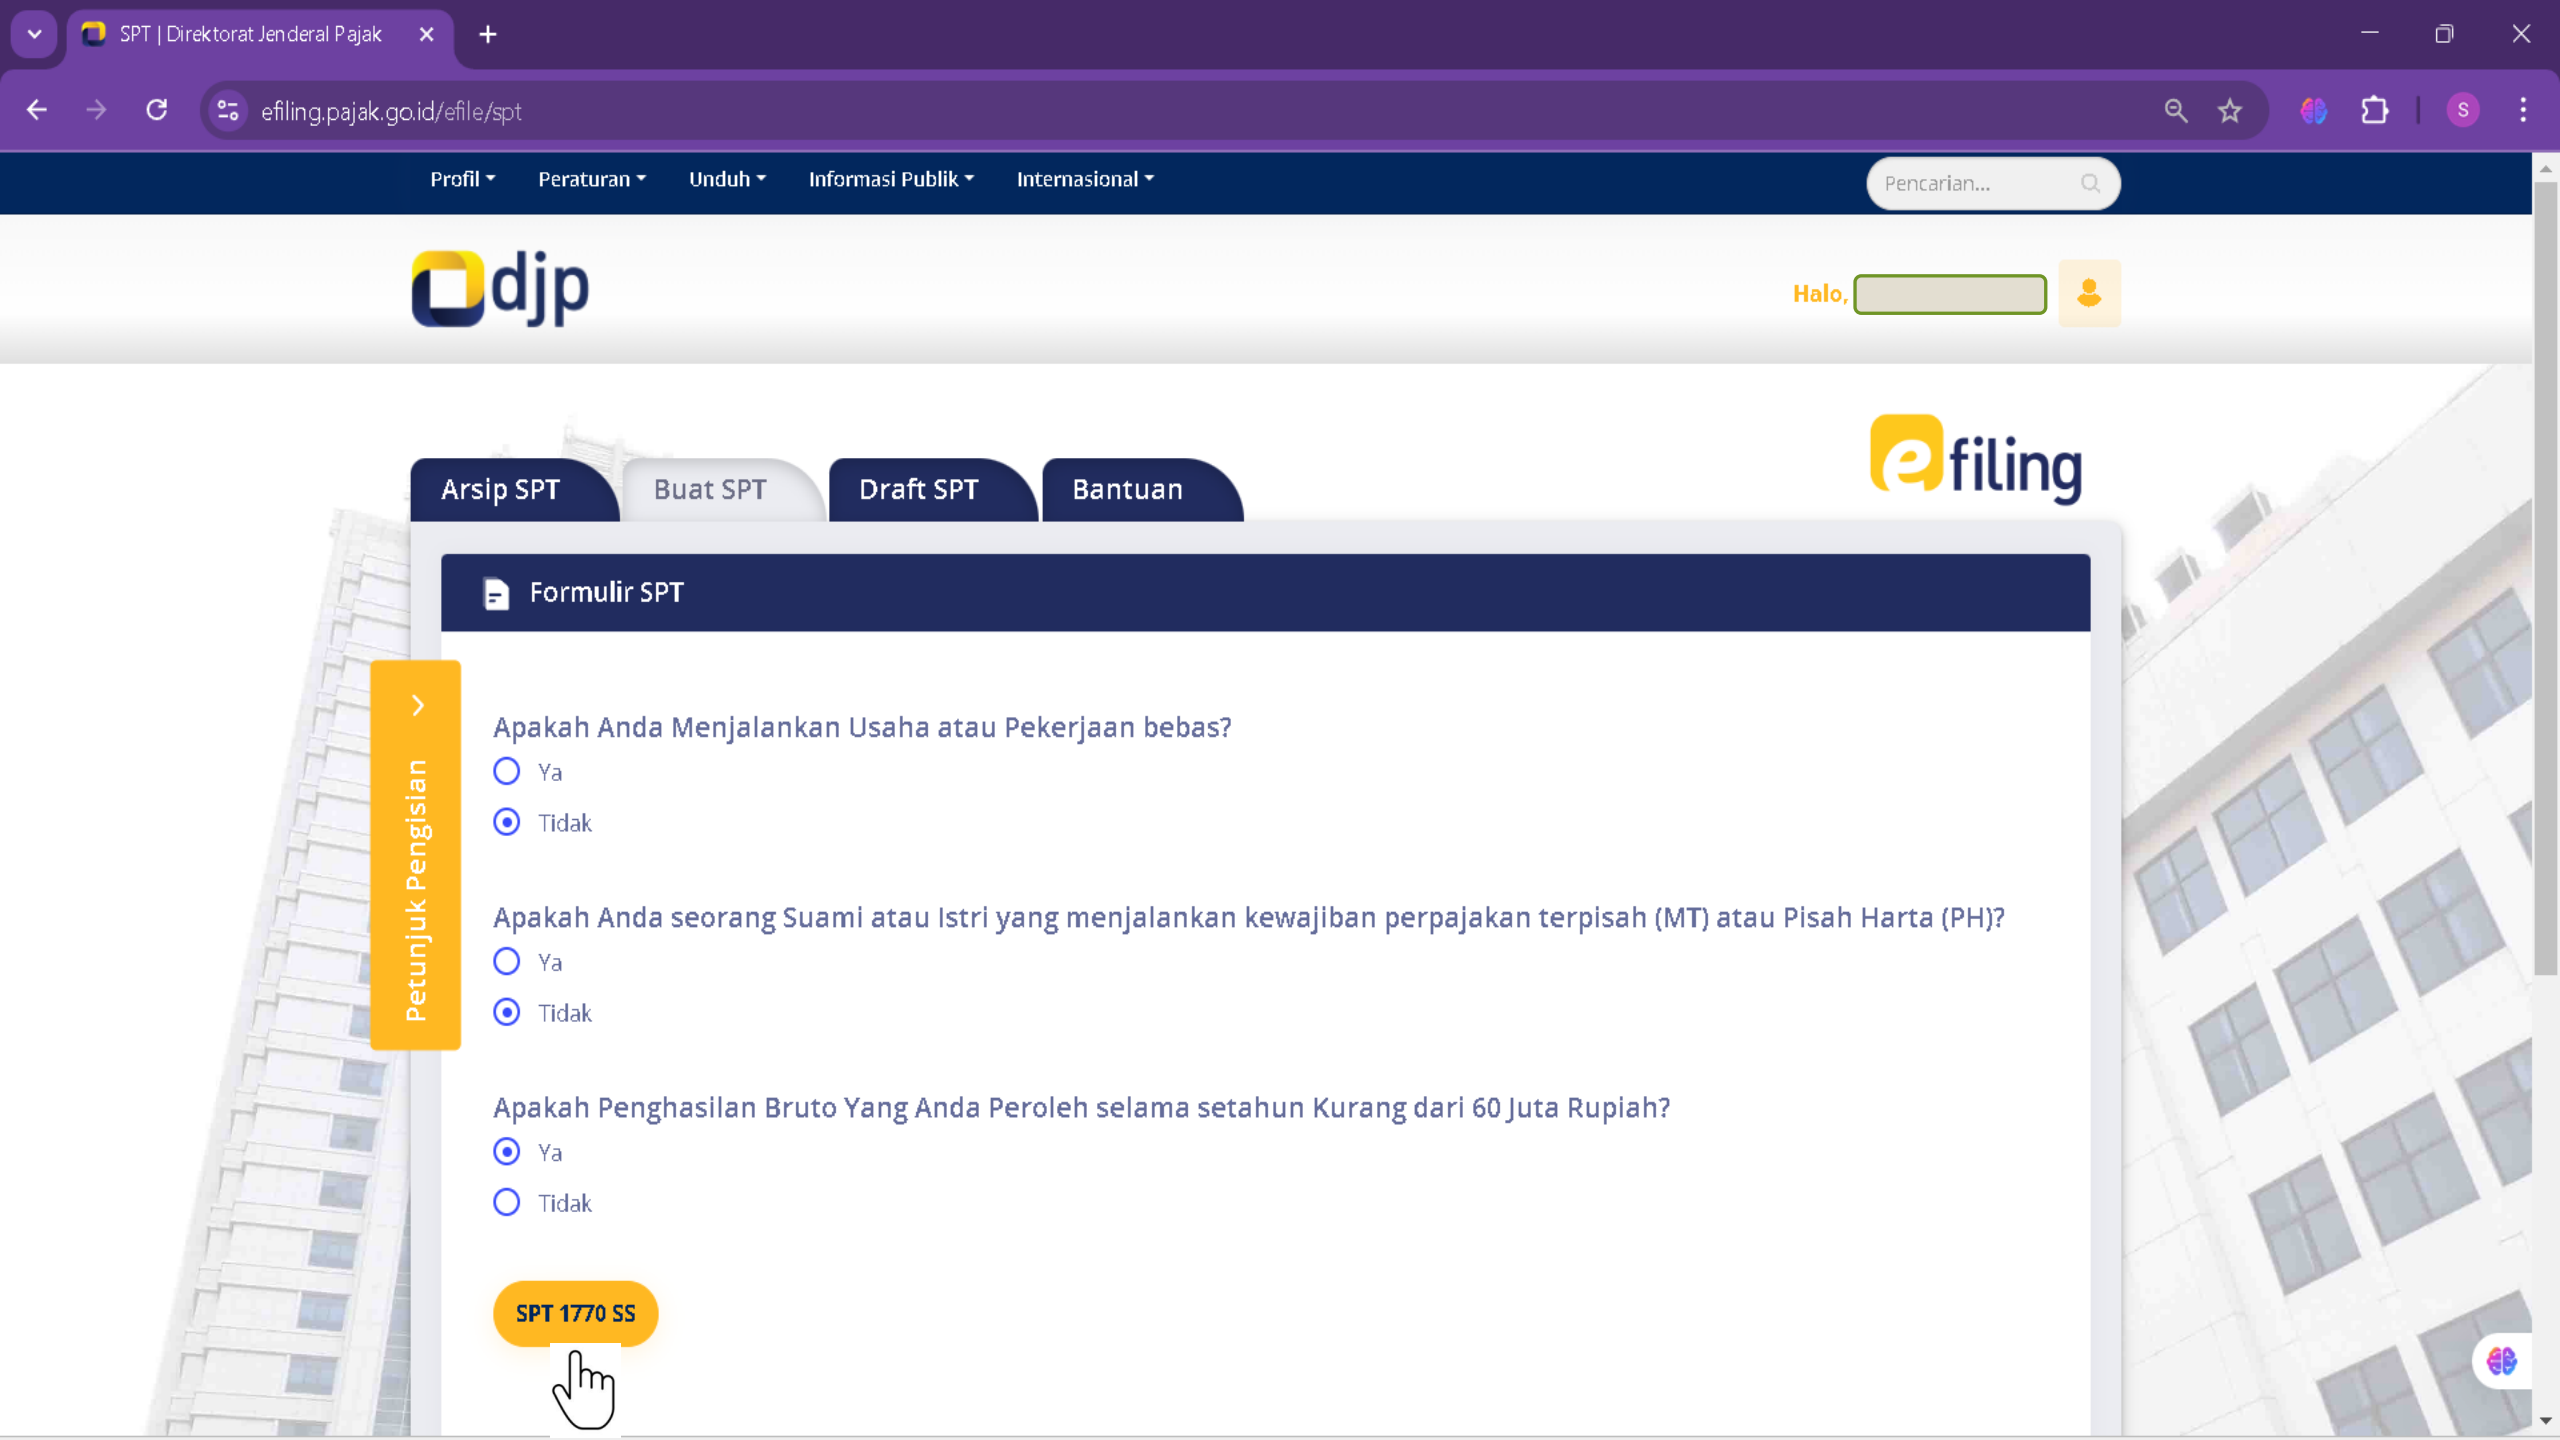 SPT | Direktorat Jenderal Pajak
efiling.pajak.go.id/efile/spt
S
Profil Peraturan Unduh Informasi Publik Internasional
Pencarian...
djp
Halo,
efiling
Arsip SPT Buat SPT Draft SPT Bantuan
Formulir SPT
Petunjuk Pengisian
Apakah Anda Menjalankan Usaha atau Pekerjaan bebas?
Ya
Tidak
Apakah Anda seorang Suami atau Istri yang menjalankan kewajiban perpajakan terpisah (MT) atau Pisah Harta (PH)?
Ya
Tidak
Apakah Penghasilan Bruto Yang Anda Peroleh selama setahun Kurang dari 60 Juta Rupiah?
Ya
Tidak
SPT 1770 SS